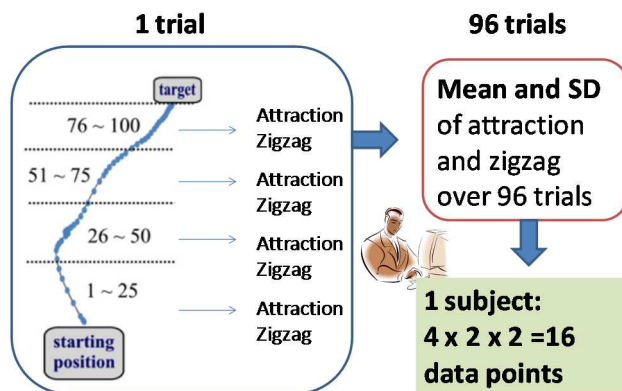 1 trial
target
76 ~ 100
51 ~ 75
26 ~ 50
1 ~ 25
starting
position
Attraction
Zigzag
Attraction
Zigzag
Attraction
Zigzag
Attraction
Zigzag
96 trials
Mean and SD
of attraction
and zigzag
over 96 trials
1 subject:
4 x 2 x 2 =16
data points